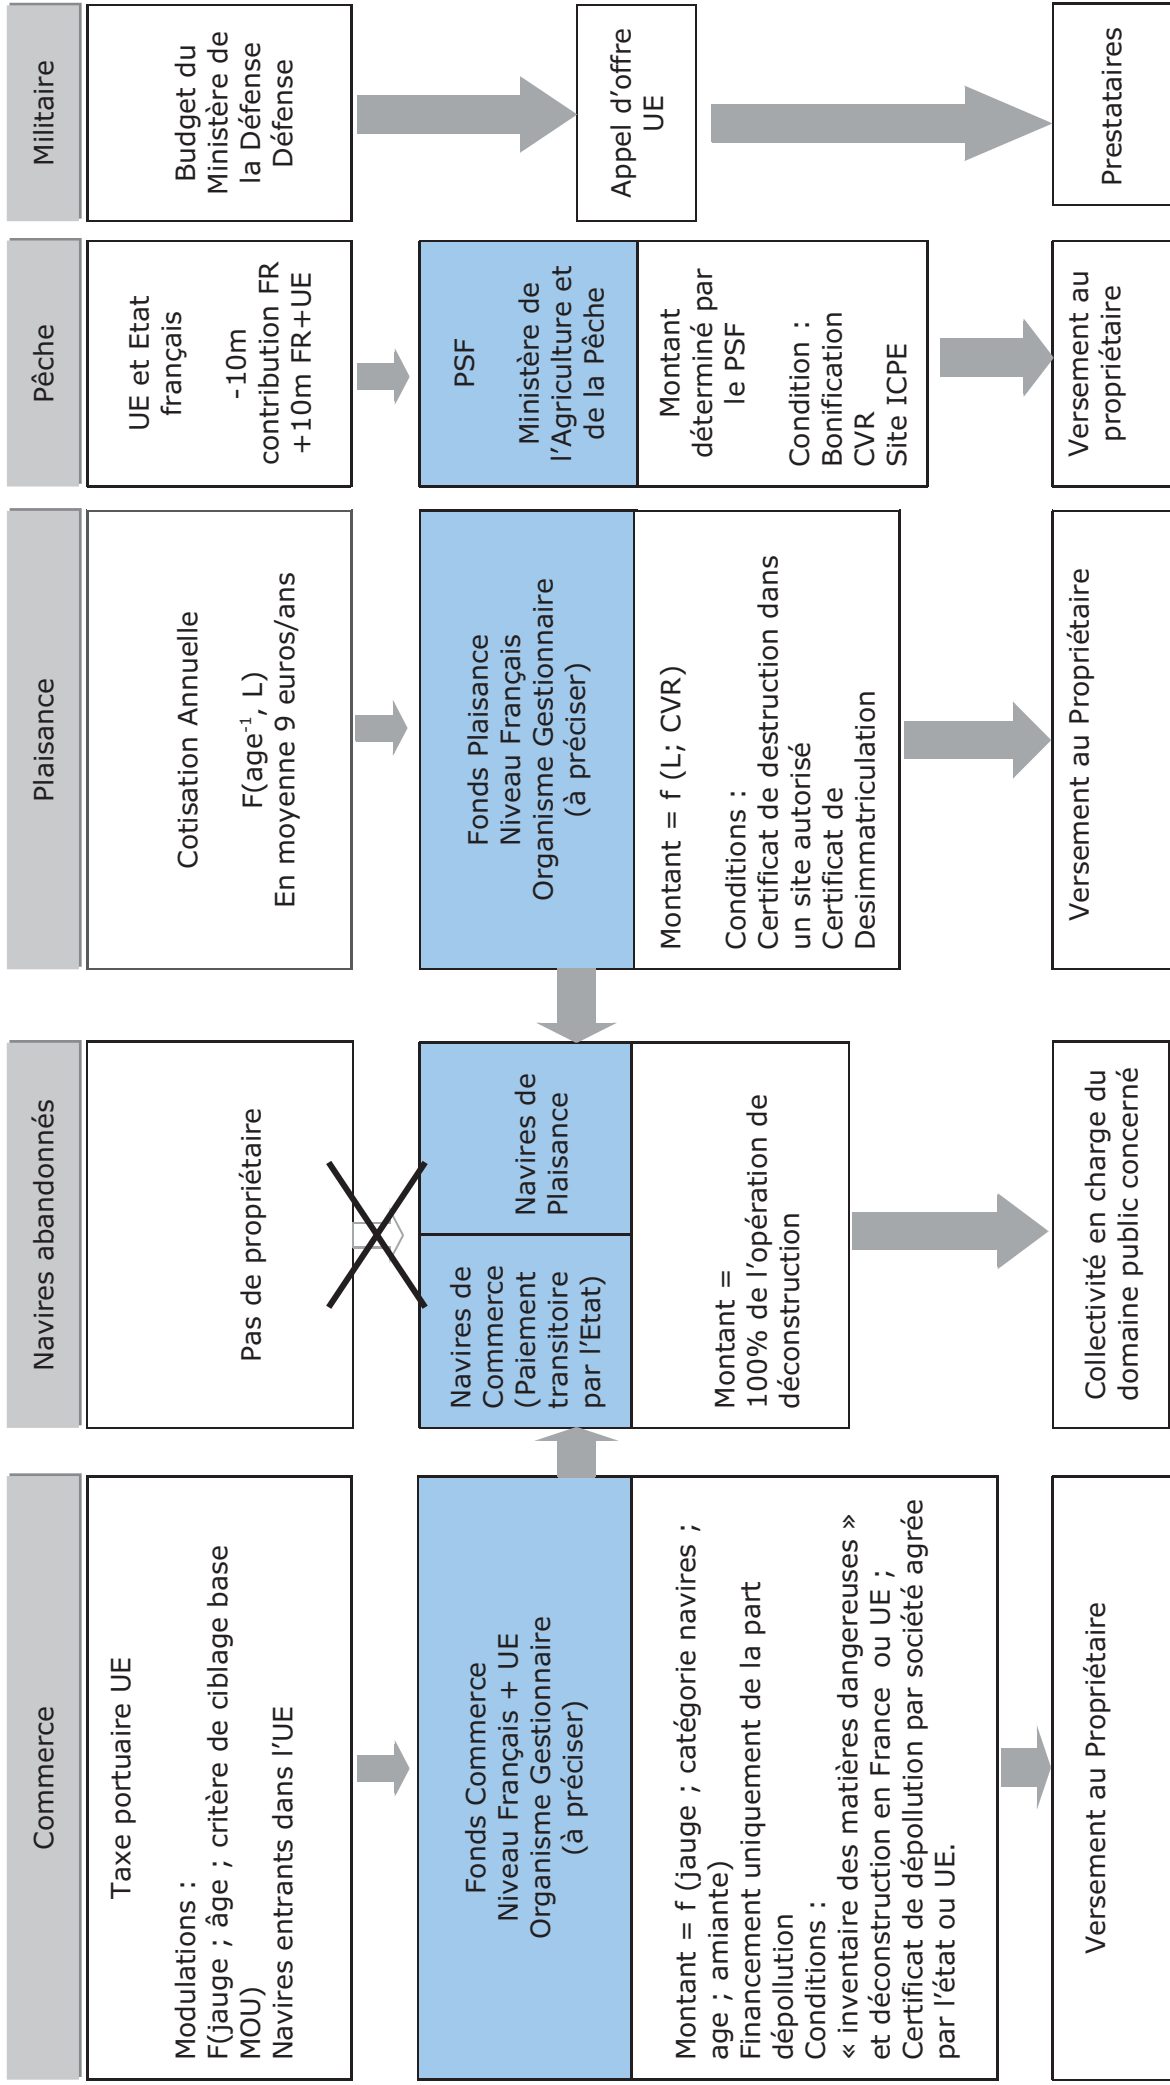 Commerce
Taxe portuaire UE
Modulations :
F(jauge ; âge ; critère de ciblage base
MOU)
Navires entrants dans l'UE
Fonds Commerce
Niveau Français + UE
Organisme Gestionnaire
(à préciser)
Montant = f (jauge ; catégorie navires ;
age ; amiante)
Financement uniquement de la part
dépollution
Conditions :
« inventaire des matières dangereuses »
et déconstruction en France ou UE ;
Certificat de dépollution par société agrée
par l'état ou UE.
Versement au Propriétaire
Navires abandonnés
Pas de propriétaire
Navires de
Commerce
(Paiement
transitoire
par l'Etat)
Navires de
Plaisance
Montant =
100% de l'opération de
déconstruction
Collectivité en charge du
domaine public concerné
Plaisance
Cotisation Annuelle
F(age⁻¹, L)
En moyenne 9 euros/ans
Fonds Plaisance
Niveau Français
Organisme Gestionnaire
(à préciser)
Montant = f (L; CVR)
Conditions :
Certificat de destruction dans
un site autorisé
Certificat de
Desimmatriculation
Versement au Propriétaire
Pêche
UE et Etat
français
-10m
contribution FR
+10m FR+UE
PSF
Ministère de
l'Agriculture et
de la Pêche
Montant
déterminé par
le PSF
Condition :
Bonification
CVR
Site ICPE
Versement au
propriétaire
Militaire
Budget du
Ministère de
la Défense
Défense
Appel d'offre
UE
Prestataires